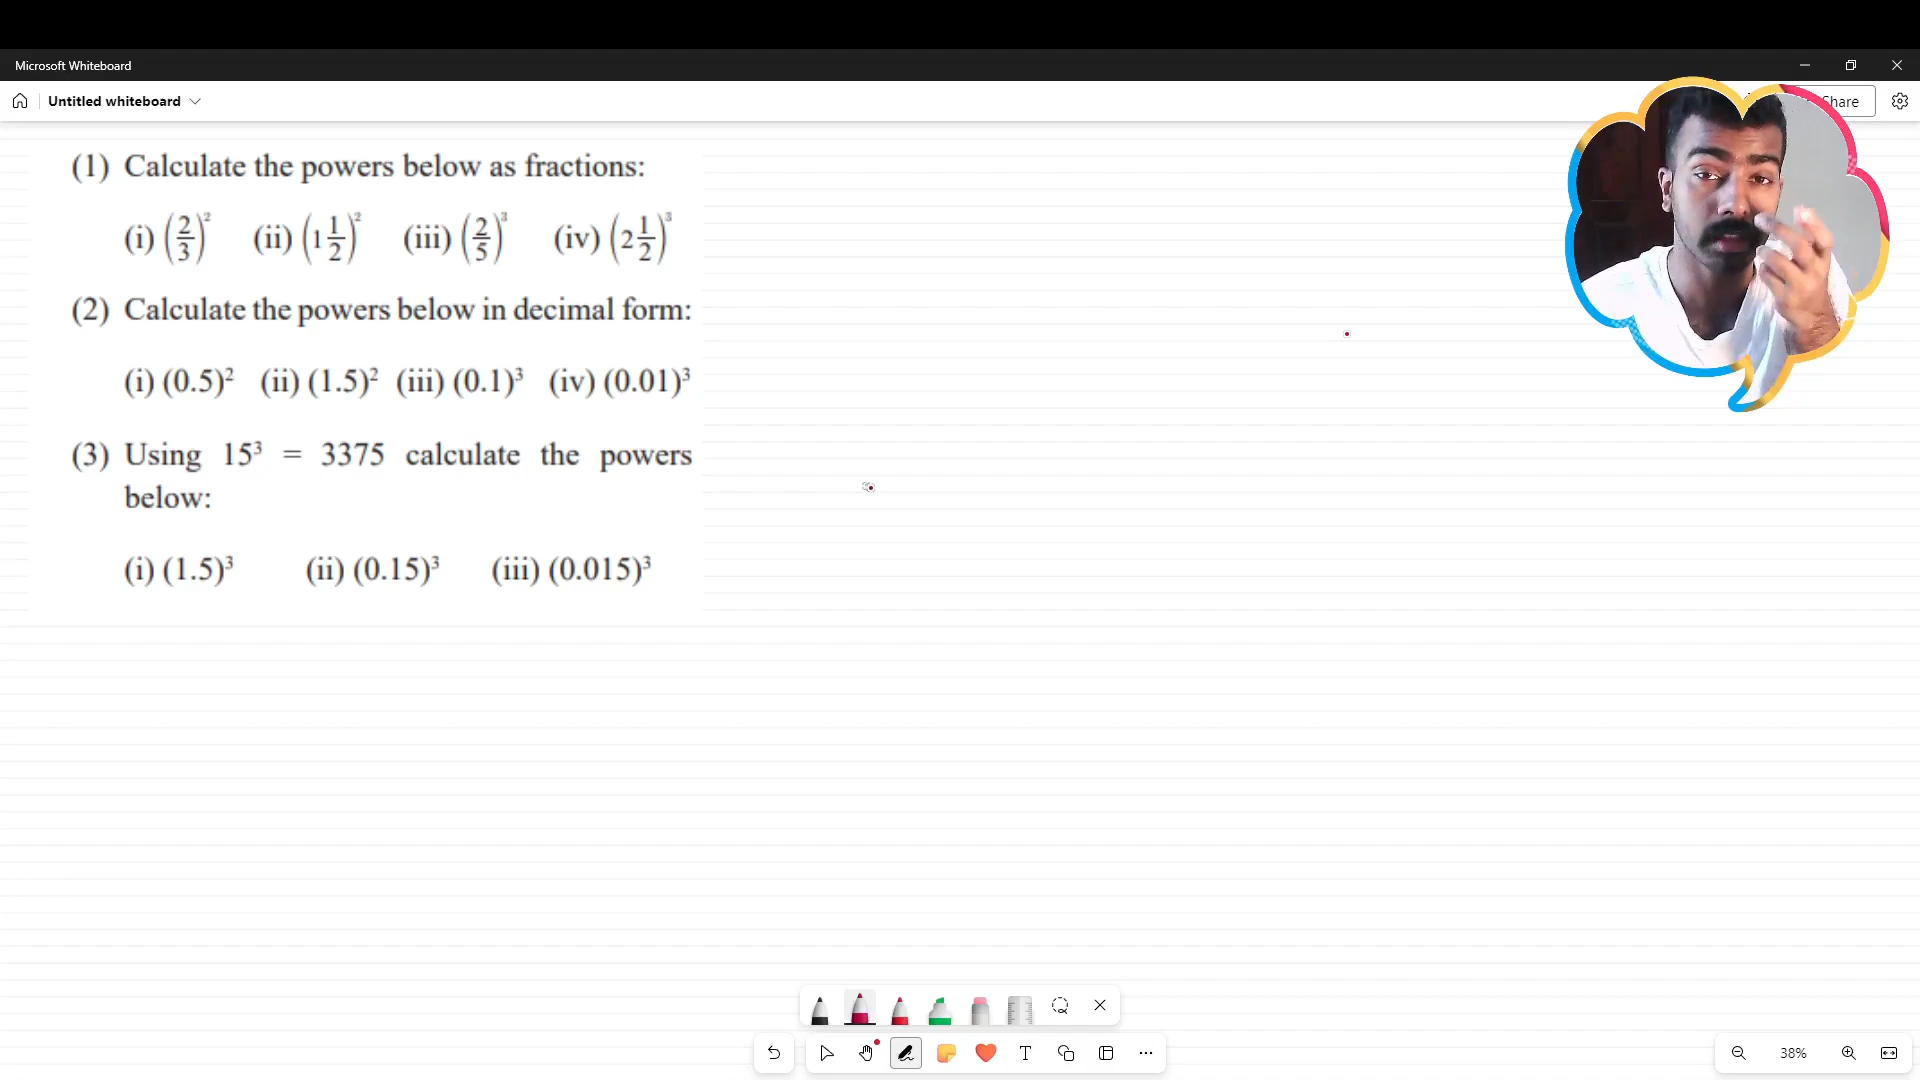 Microsoft Whiteboard
Untitled whiteboard
Share
(1) Calculate the powers below as fractions:
(i) (2/3)² (ii) (1 1/2)² (iii) (2/5)³ (iv) (2 1/2)³
(2) Calculate the powers below in decimal form:
(i) (0.5)² (ii) (1.5)² (iii) (0.1)³ (iv) (0.01)³
(3) Using 15³ = 3375 calculate the powers
below:
(i) (1.5)³ (ii) (0.15)³ (iii) (0.015)³
38%